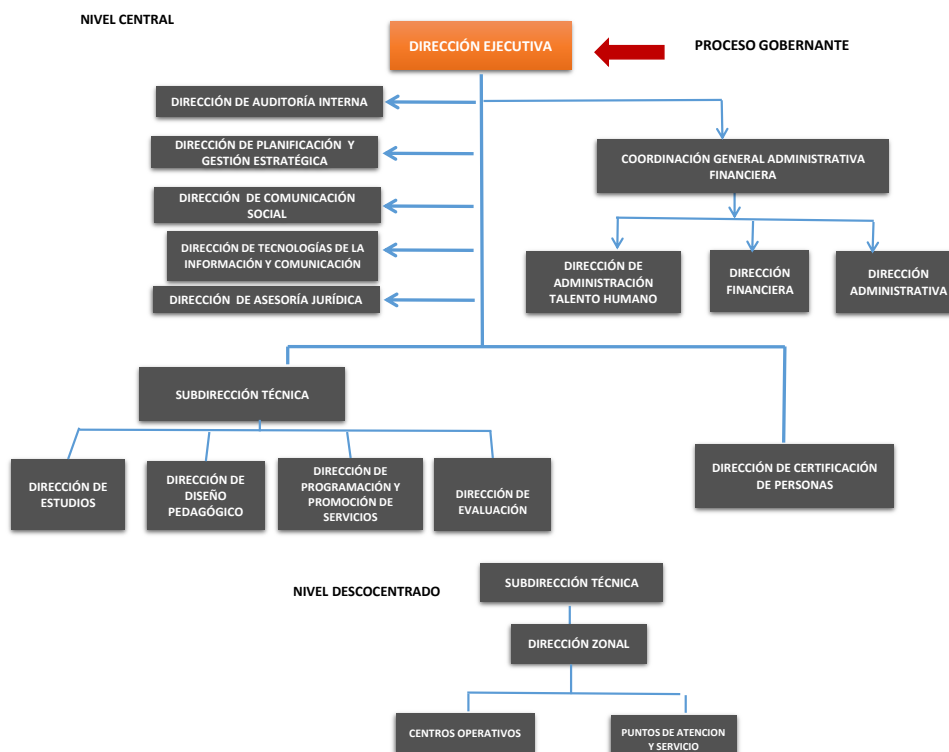 NIVEL CENTRAL
DIRECCIÓN EJECUTIVA
PROCESO GOBERNANTE
DIRECCIÓN DE AUDITORÍA INTERNA
DIRECCIÓN DE PLANIFICACIÓN Y
GESTIÓN ESTRATÉGICA
COORDINACIÓN GENERAL ADMINISTRATIVA
FINANCIERA
DIRECCIÓN DE COMUNICACIÓN
SOCIAL
DIRECCIÓN DE TECNOLOGÍAS DE LA
INFORMACIÓN Y COMUNICACIÓN
DIRECCIÓN DE ASESORÍA JURÍDICA
DIRECCIÓN DE
ADMINISTRACIÓN
TALENTO HUMANO
DIRECCIÓN
FINANCIERA
DIRECCIÓN
ADMINISTRATIVA
SUBDIRECCIÓN TÉCNICA
DIRECCIÓN DE
ESTUDIOS
DIRECCIÓN DE
DISEÑO
PEDAGÓGICO
DIRECCIÓN DE
PROGRAMACIÓN Y
PROMOCIÓN DE
SERVICIOS
DIRECCIÓN DE
EVALUACIÓN
DIRECCIÓN DE CERTIFICACIÓN
DE PERSONAS
NIVEL DESCOCENTRADO
SUBDIRECCIÓN TÉCNICA
DIRECCIÓN ZONAL
CENTROS OPERATIVOS
PUNTOS DE ATENCION
Y SERVICIO